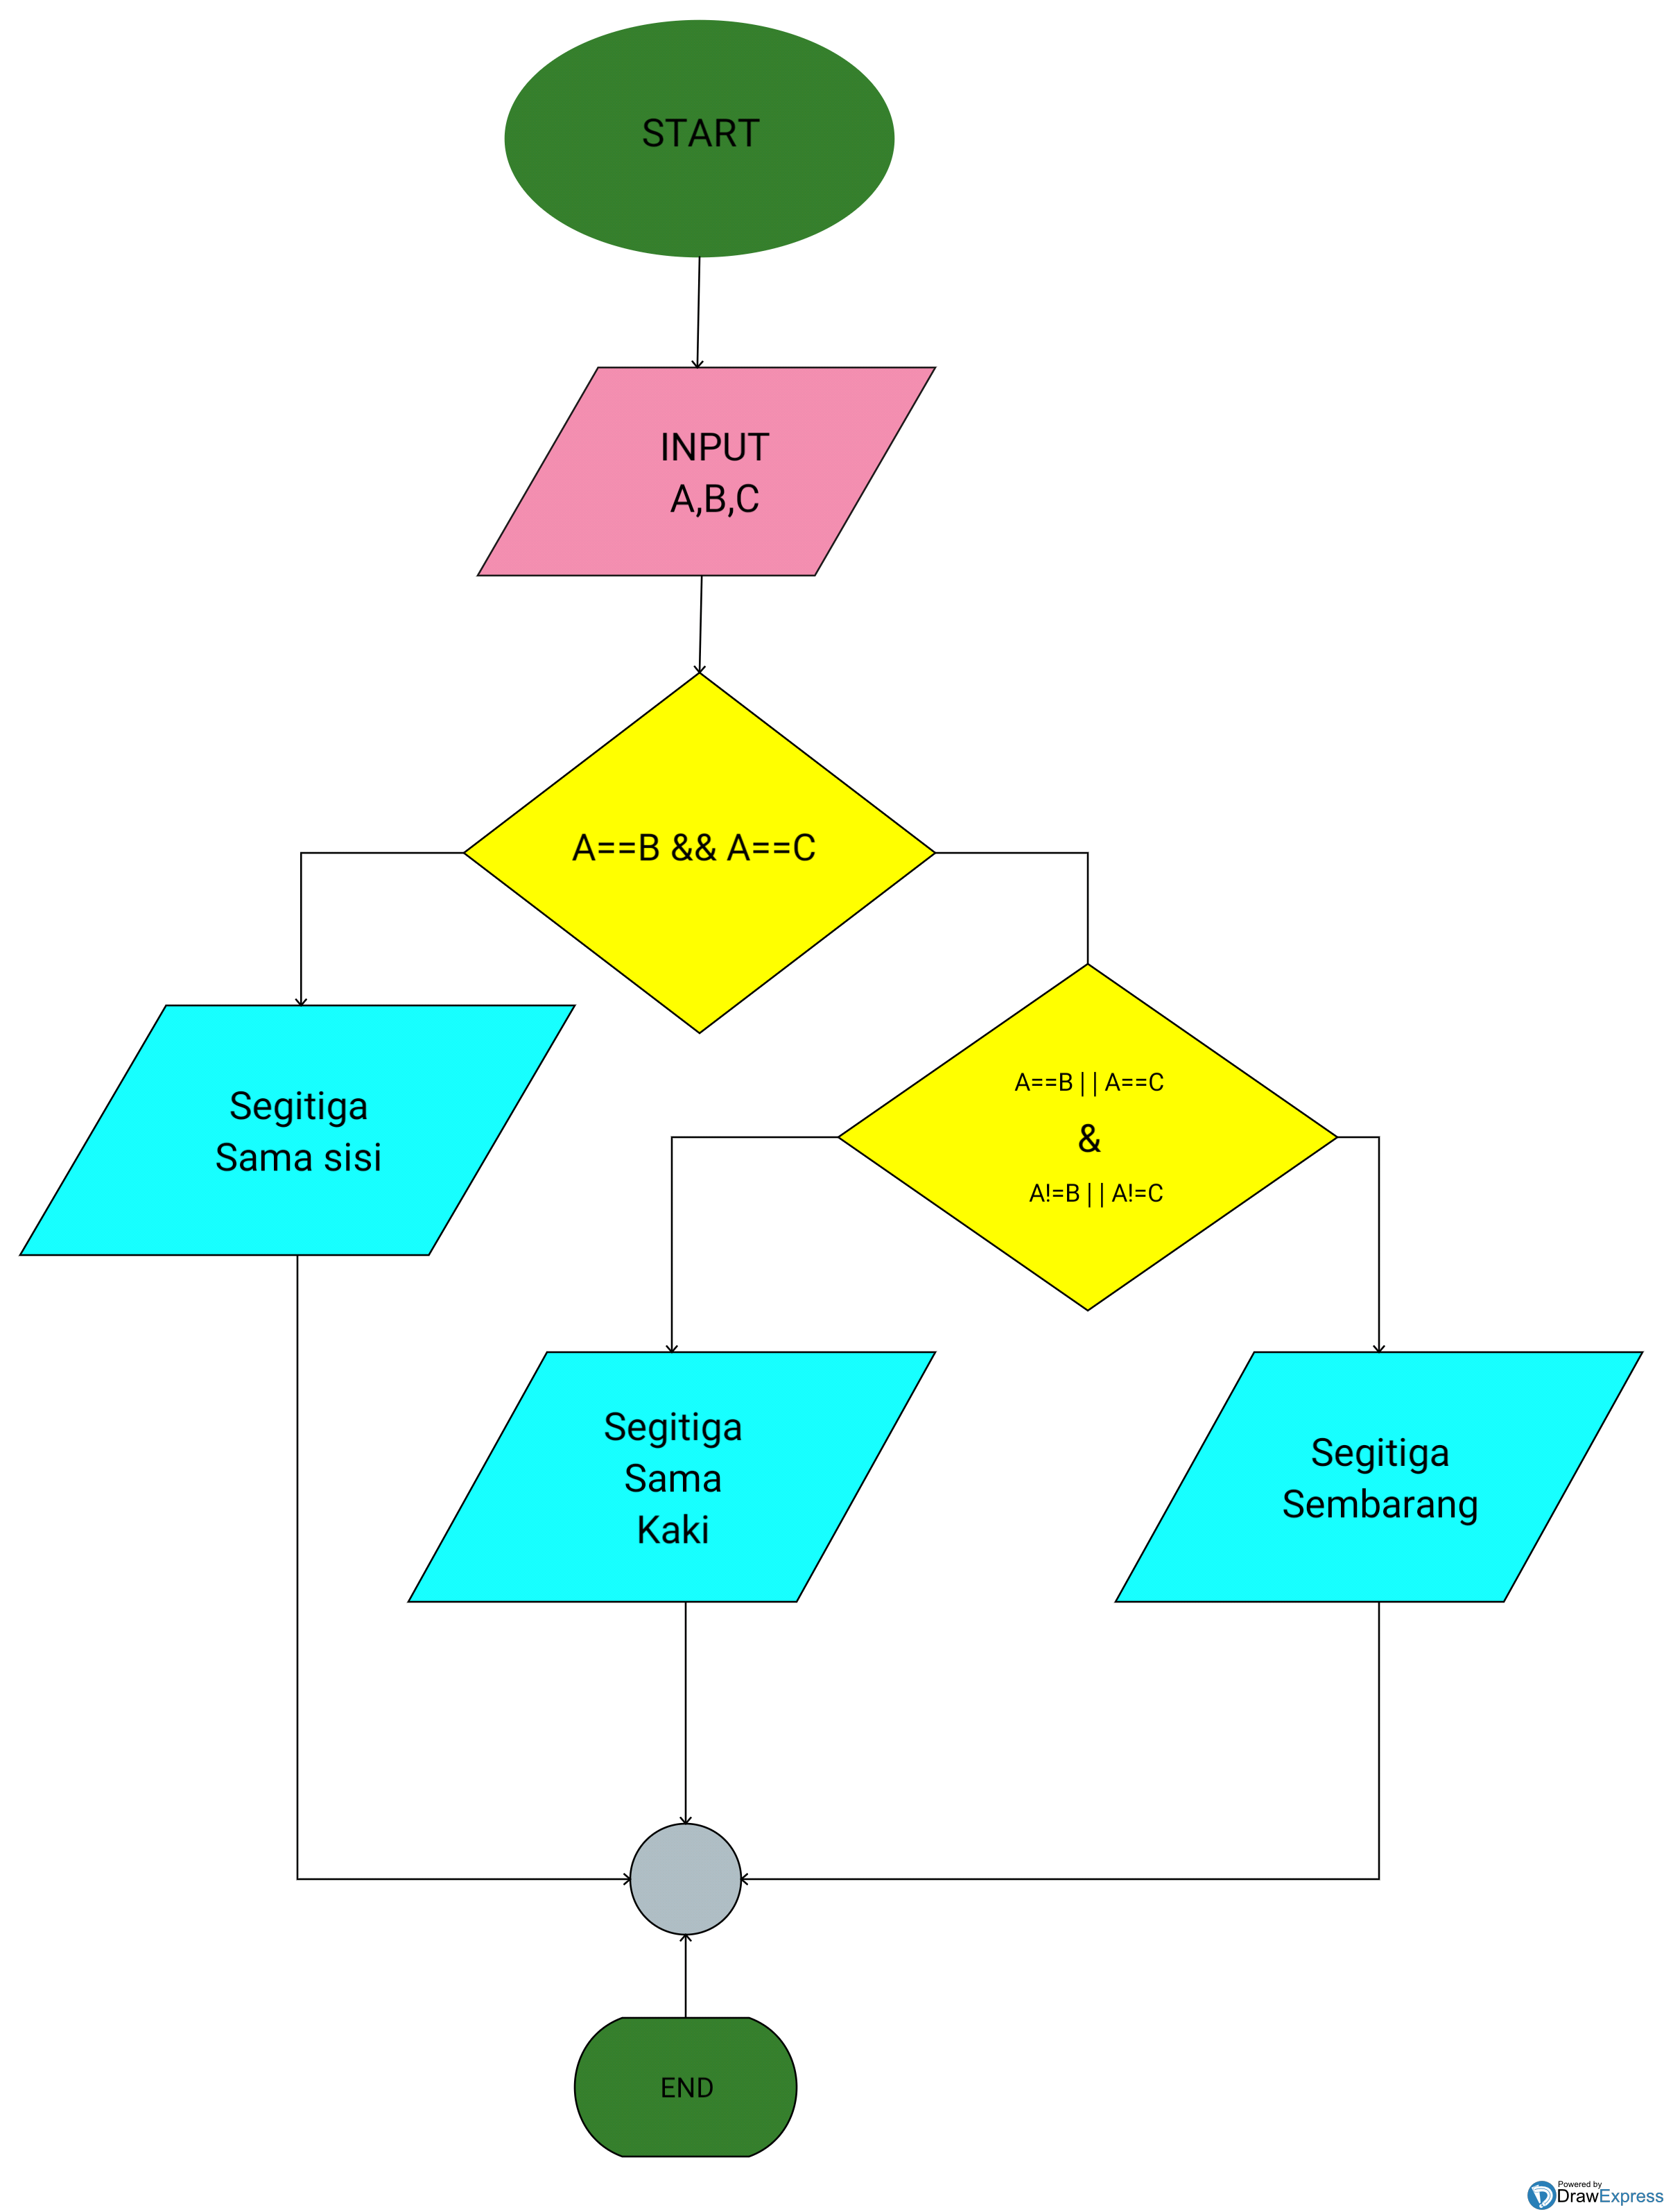 START
INPUT
A,B,C
A==B && A==C
Segitiga
Sama sisi
A==B || A==C
&
A!=B || A!=C
Segitiga
Sama
Kaki
Segitiga
Sembarang
END
Powered by
DrawExpress